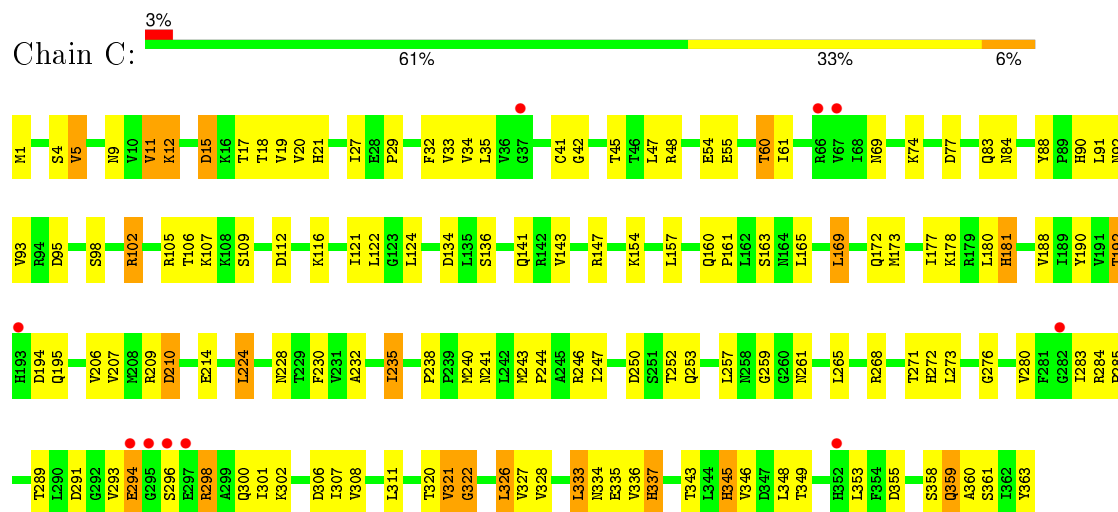 3%
Chain C:
61% 33% 6%
M1 S4 V5 N9 V10 V11 K12 D15 K16 T17 T18 V19 V20 H21 I27 E28 P29 F32 V33 V34 L35 V36 G37 C41 G42 T45 T46 L47 R48 E54 E55 T60 I61 R66 V67 I68 N69 K74 D77 Q83 N84 Y88 P89 H90 L91 N92
V93 R94 D95 S98 R102 R105 T106 K107 K108 S109 D112 K116 I121 L122 G123 L124 D134 L135 S136 Q141 R142 V143 R147 K154 L157 Q160 P161 L162 S163 N164 L165 L169 Q172 M173 I177 K178 R179 L180 H181 V188 I189 Y190 V191 T192
H193 D194 Q195 V206 V207 M208 R209 D210 E214 L224 N228 T229 F230 V231 A232 I235 P238 P239 M240 N241 L242 M243 P244 A245 R246 I247 D250 S251 T252 Q253 L257 N258 G259 G260 N261 L265 R268 T271 H272 L273 G276 V280 F281 G282 I283 R284 P285
T289 L290 D291 G292 V293 E294 G295 S296 E297 R298 A299 Q300 I301 K302 D306 I307 V308 L311 T320 V321 G322 L326 V327 V328 L333 N334 E335 V336 H337 T343 L344 H345 V346 D347 L348 T349 H352 L353 F354 D355 S358 Q359 A360 S361 I362 Y363